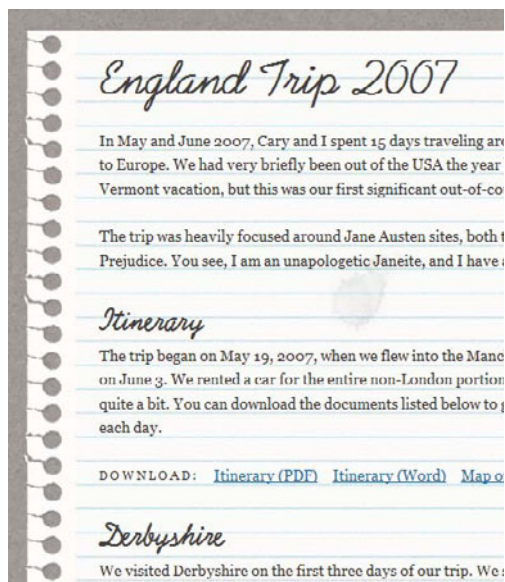 England Trip 2007
In May and June 2007, Cary and I spent 15 days traveling
to Europe. We had very briefly been out of the USA the year
Vermont vacation, but this was our first significant
The trip was heavily focused around Jane Austen sites, both
Prejudice. You see, I am an unapologetic Janeite, and I have
Itinerary
The trip began on May 19, 2007, when we flew into the
on June 3. We rented a car for the entire non-London portion
quite a bit. You can download the documents listed below to
each day.
DOWNLOAD: Itinerary (PDF) Itinerary (Word) Map
Derbyshire
We visited Derbyshire on the first three days of our trip. We